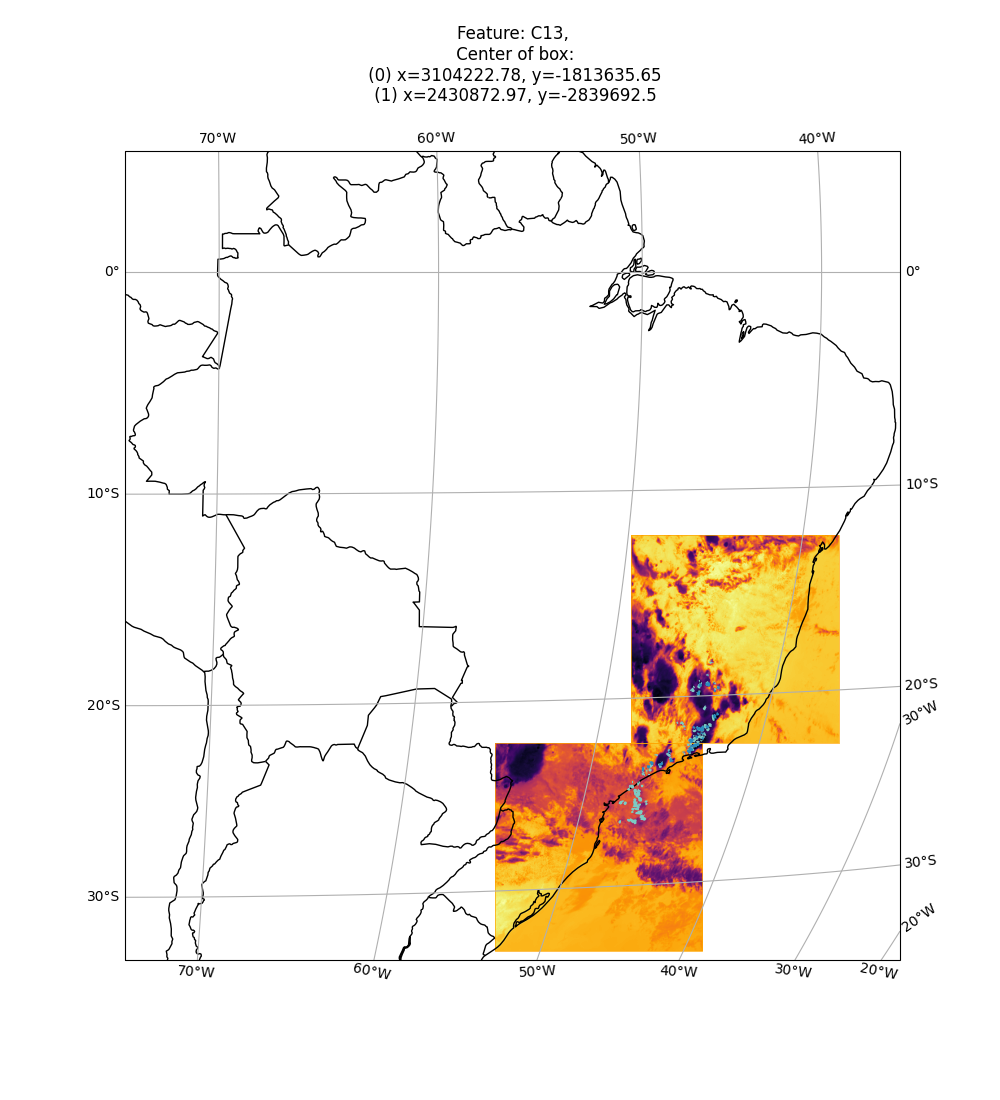 Feature: C13,
Center of box:
(0) x=3104222.78, y=-1813635.65
(1) x=2430872.97, y=-2839692.5
70°W 60°W 50°W 40°W
0° 0°
10°S 10°S
20°S 20°S
30°W
30°S 30°S
20°W
70°W 60°W 50°W 40°W 30°W 20°W